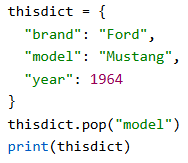 thisdict = {
  "brand": "Ford",
  "model": "Mustang",
  "year": 1964
}
thisdict.pop("model")
print(thisdict)